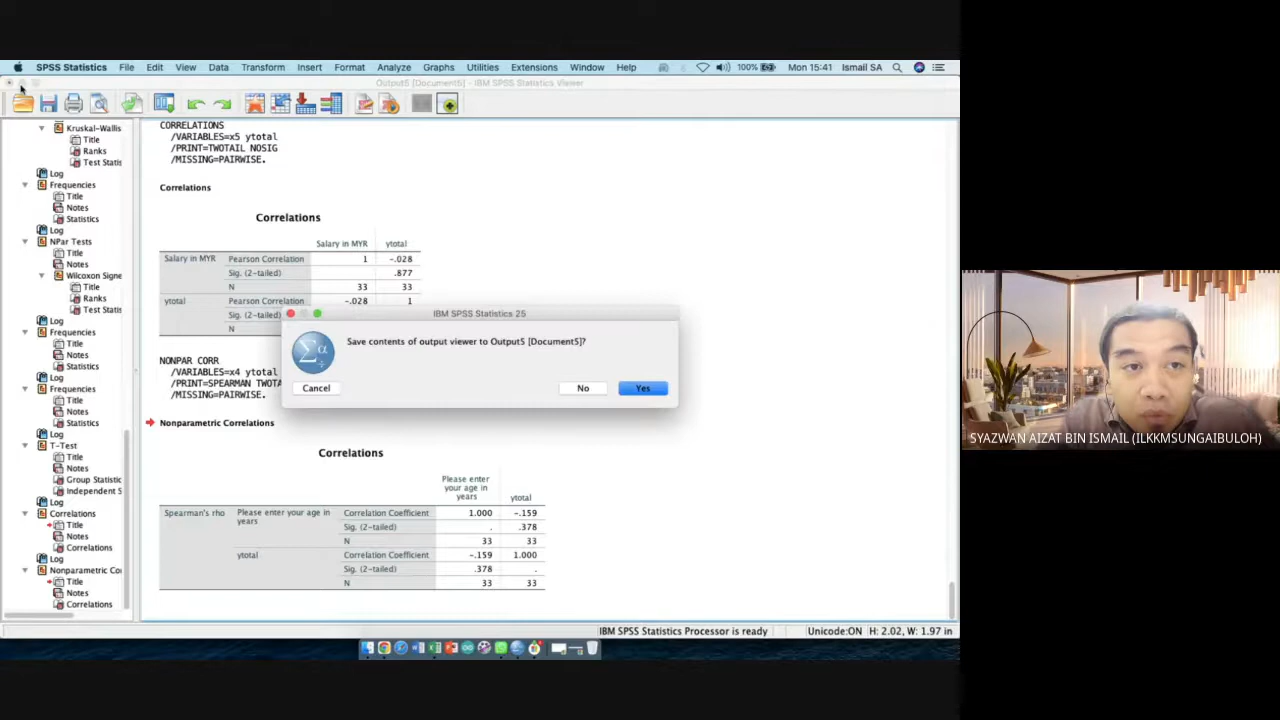 SPSS Statistics File Edit View Data Transform Insert Format Analyze Graphs Utilities Extensions Window Help 100% Mon 15:41 Ismail SA
Output5 [Document5] - IBM SPSS Statistics Viewer
Kruskal-Wallis
Title
Ranks
Test Statis
Log
Frequencies
Title
Notes
Statistics
Log
NPar Tests
Title
Notes
Wilcoxon Signe
Title
Ranks
Test Statis
Log
Frequencies
Title
Notes
Statistics
Log
Frequencies
Title
Notes
Statistics
Log
T-Test
Title
Notes
Group Statistic
Independent S
Log
Correlations
Title
Notes
Correlations
Log
Nonparametric Co
Title
Notes
Correlations
CORRELATIONS
/VARIABLES=x5 ytotal
/PRINT=TWOTAIL NOSIG
/MISSING=PAIRWISE.
Correlations
Correlations
Salary in MYR ytotal
Salary in MYR Pearson Correlation 1 -.028
Sig. (2-tailed) .877
N 33 33
ytotal Pearson Correlation -.028 1
N
IBM SPSS Statistics 25
Save contents of output viewer to Output5 [Document5]?
Cancel No Yes
NONPAR CORR
/VARIABLES=x4 ytotal
/PRINT=SPEARMAN TWOTA
/MISSING=PAIRWISE.
Nonparametric Correlations
Correlations
Please enter your age in years ytotal
Spearman's rho Please enter your age in years Correlation Coefficient 1.000 -.159
Sig. (2-tailed) . .378
N 33 33
ytotal Correlation Coefficient -.159 1.000
Sig. (2-tailed) .378 .
N 33 33
IBM SPSS Statistics Processor is ready Unicode:ON H: 2.02, W: 1.97 in
SYAZWAN AIZAT BIN ISMAIL (ILKKMSUNGAIBULOH)